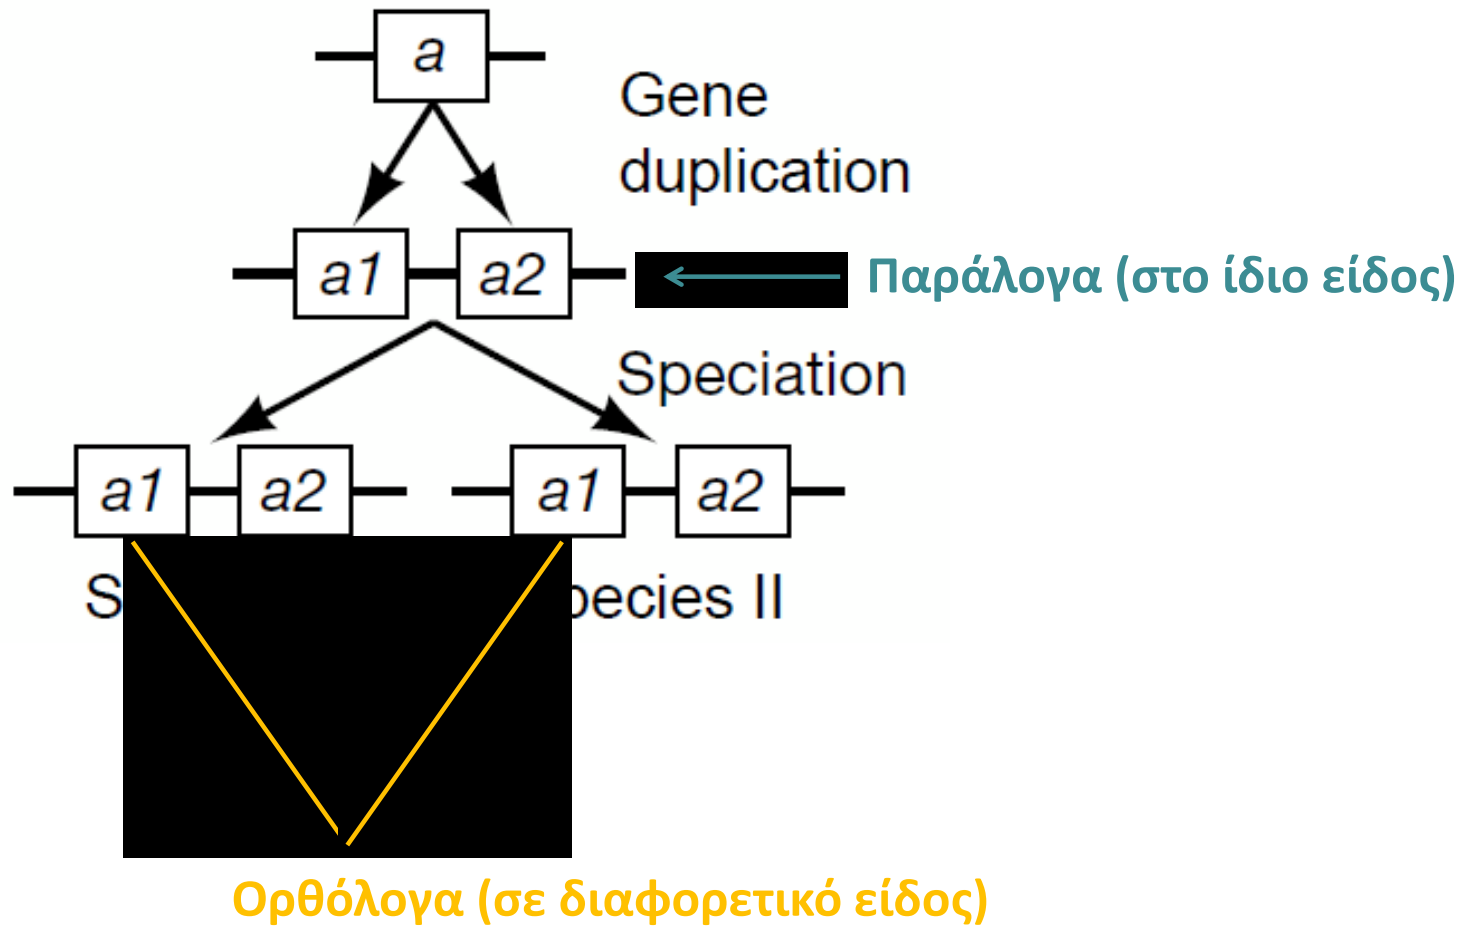 a
Gene
duplication
a1 a2
Παράλογα (στο ίδιο είδος)
Speciation
a1 a2 a1 a2
S pecies II
Ορθόλογα (σε διαφορετικό είδος)